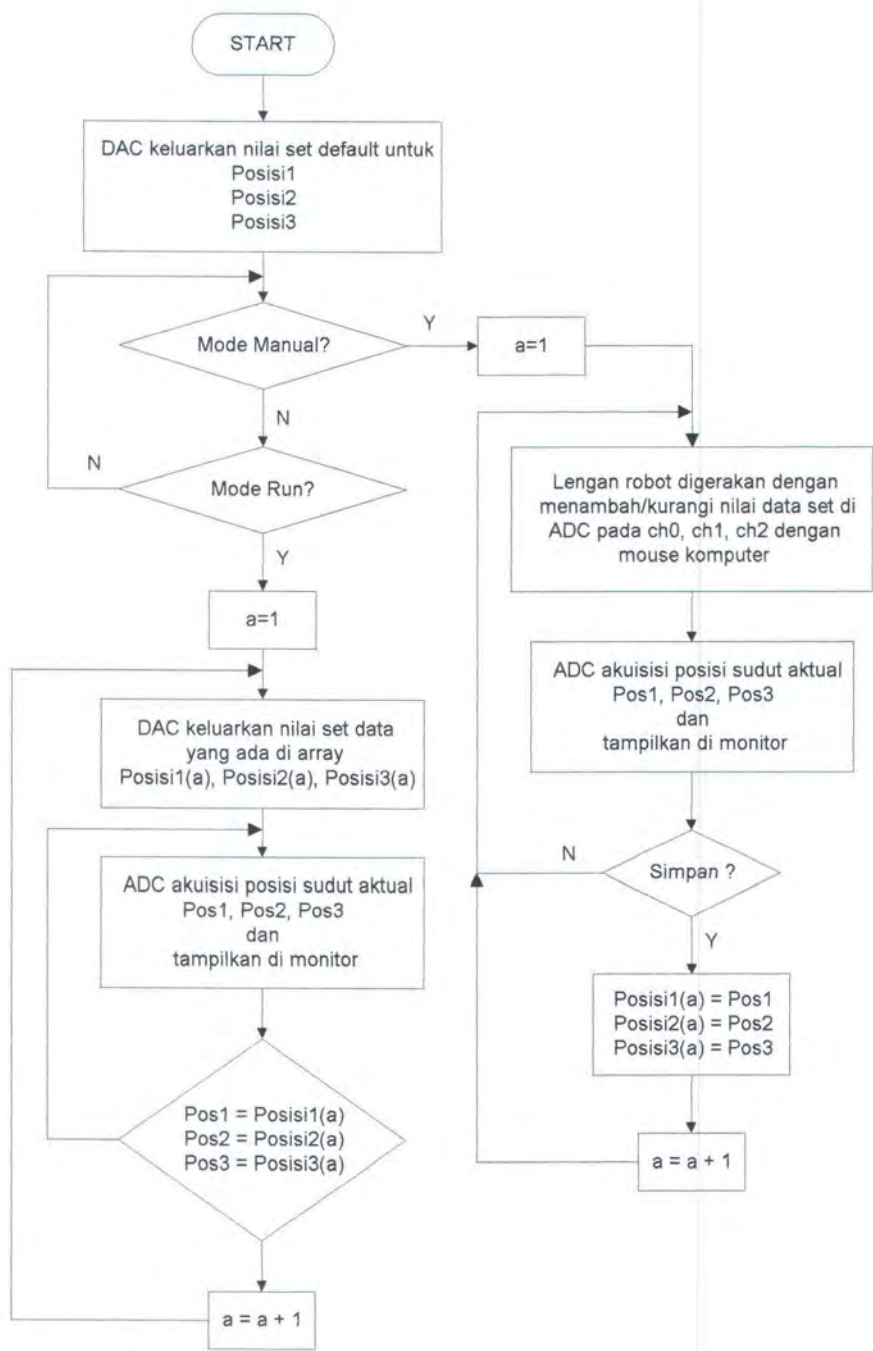 START
DAC keluarkan nilai set default untuk
Posisi1
Posisi2
Posisi3
Mode Manual?
Y
a=1
N
Mode Run?
N
Y
a=1
DAC keluarkan nilai set data
yang ada di array
Posisi1(a), Posisi2(a), Posisi3(a)
ADC akuisisi posisi sudut aktual
Pos1, Pos2, Pos3
dan
tampilkan di monitor
Pos1 = Posisi1(a)
Pos2 = Posisi2(a)
Pos3 = Posisi3(a)
a = a + 1
Lengan robot digerakan dengan
menambah/kurangi nilai data set di
ADC pada ch0, ch1, ch2 dengan
mouse komputer
ADC akuisisi posisi sudut aktual
Pos1, Pos2, Pos3
dan
tampilkan di monitor
Simpan ?
N
Y
Posisi1(a) = Pos1
Posisi2(a) = Pos2
Posisi3(a) = Pos3
a = a + 1